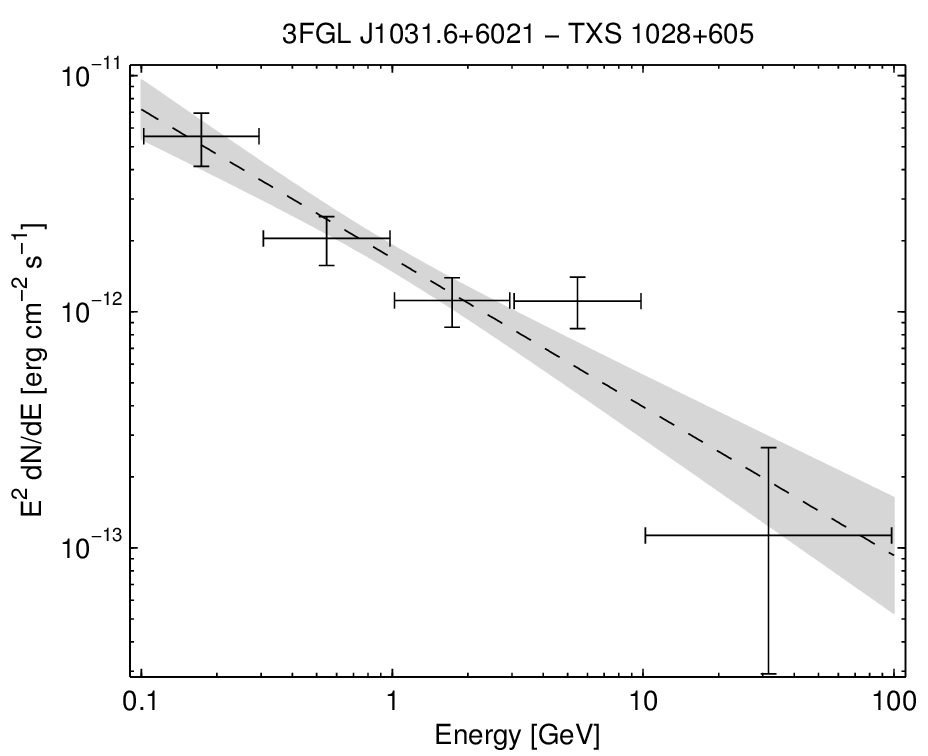 3FGL J1031.6+6021 − TXS 1028+605
E² dN/dE [erg cm⁻² s⁻¹]
10⁻¹¹
10⁻¹²
10⁻¹³
0.1 1 10 100
Energy [GeV]